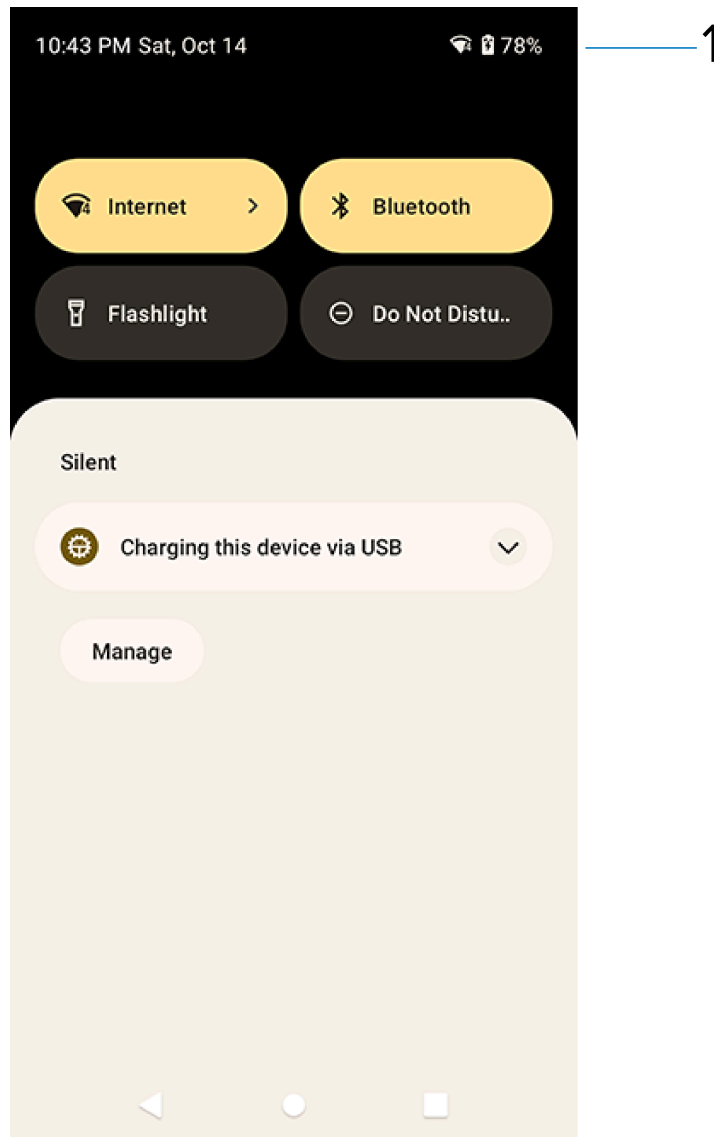 10:43 PM Sat, Oct 14 78% 1
Internet Bluetooth
Flashlight Do Not Distu..
Silent
Charging this device via USB
Manage